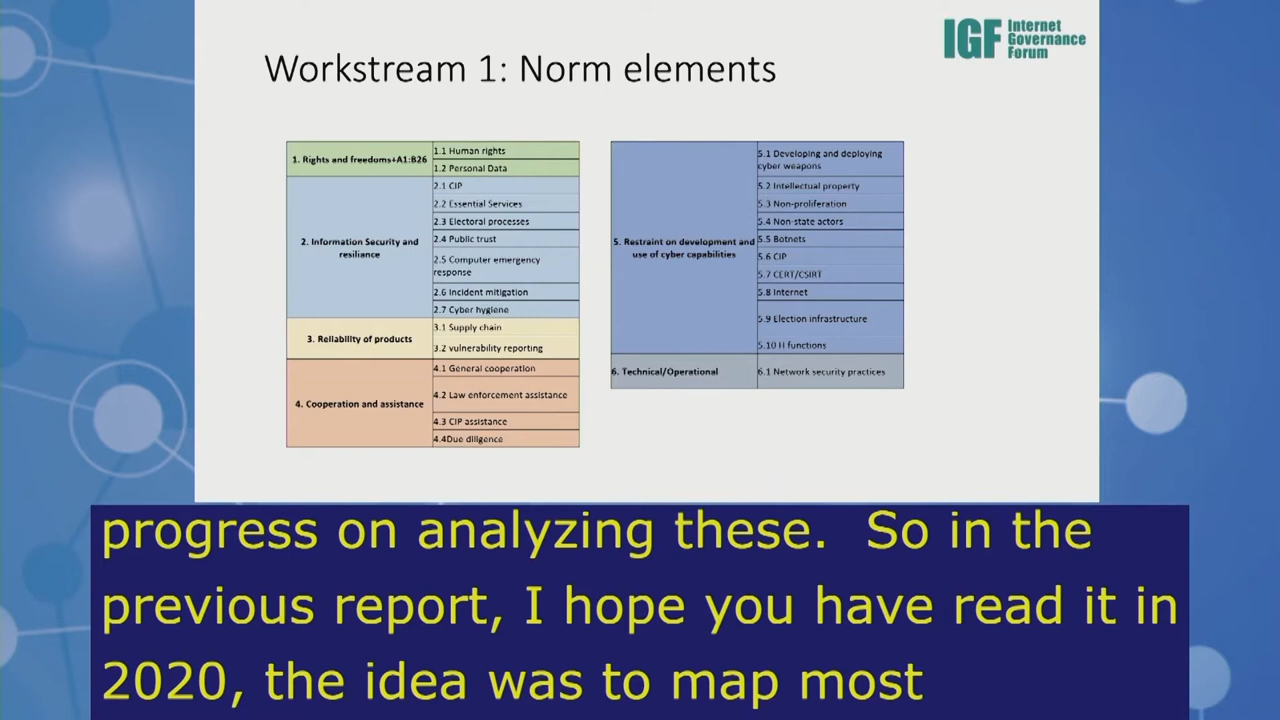 IGF Internet
Governance
Forum
Workstream 1: Norm elements
1. Rights and freedoms+A1:B26
1.1 Human rights
1.2 Personal Data
2. Information Security and
resiliance
2.1 CIP
2.2 Essential Services
2.3 Electoral processes
2.4 Public trust
2.5 Computer emergency
response
2.6 Incident mitigation
2.7 Cyber hygiene
3. Reliability of products
3.1 Supply chain
3.2 vulnerability reporting
4. Cooperation and assistance
4.1 General cooperation
4.2 Law enforcement assistance
4.3 CIP assistance
4.4Due diligence
5. Restraint on development and
use of cyber capabilities
5.1 Developing and deploying
cyber weapons
5.2 Intellectual property
5.3 Non-proliferation
5.4 Non-state actors
5.5 Botnets
5.6 CIP
5.7 CERT/CSIRT
5.8 Internet
5.9 Election infrastructure
5.10 II functions
6. Technical/Operational
6.1 Network security practices
progress on analyzing these. So in the
previous report, I hope you have read it in
2020, the idea was to map most